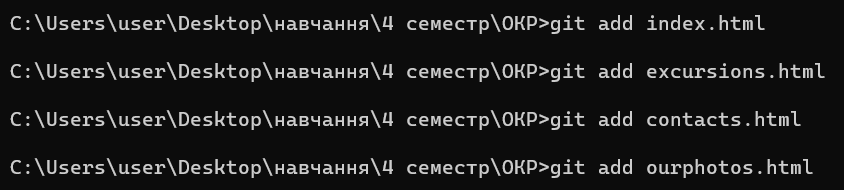 C:\Users\user\Desktop\навчання\4 семестр\ОКР>git add index.html
C:\Users\user\Desktop\навчання\4 семестр\ОКР>git add excursions.html
C:\Users\user\Desktop\навчання\4 семестр\ОКР>git add contacts.html
C:\Users\user\Desktop\навчання\4 семестр\ОКР>git add ourphotos.html